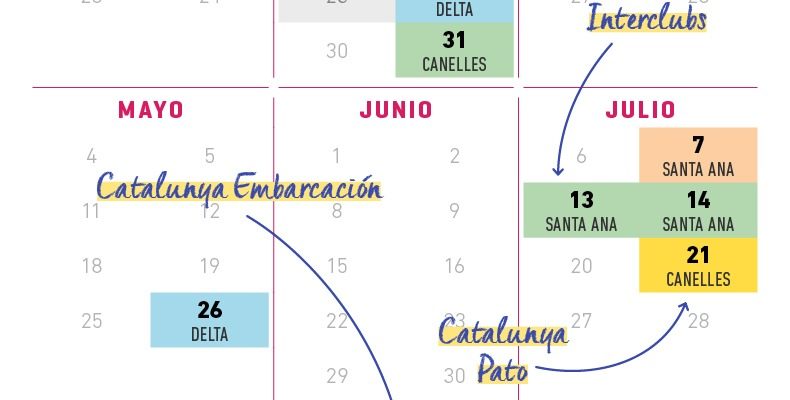 DELTA
Interclubs
30
31
CANELLES
MAYO
JUNIO
JULIO
4 5 1 2 6 7
SANTA ANA
Catalunya Embarcación
11 12 8 9 13 14
SANTA ANA SANTA ANA
18 19 15 16 20 21
CANELLES
25 26 22 23 27 28
DELTA
Catalunya
Pato
29 30